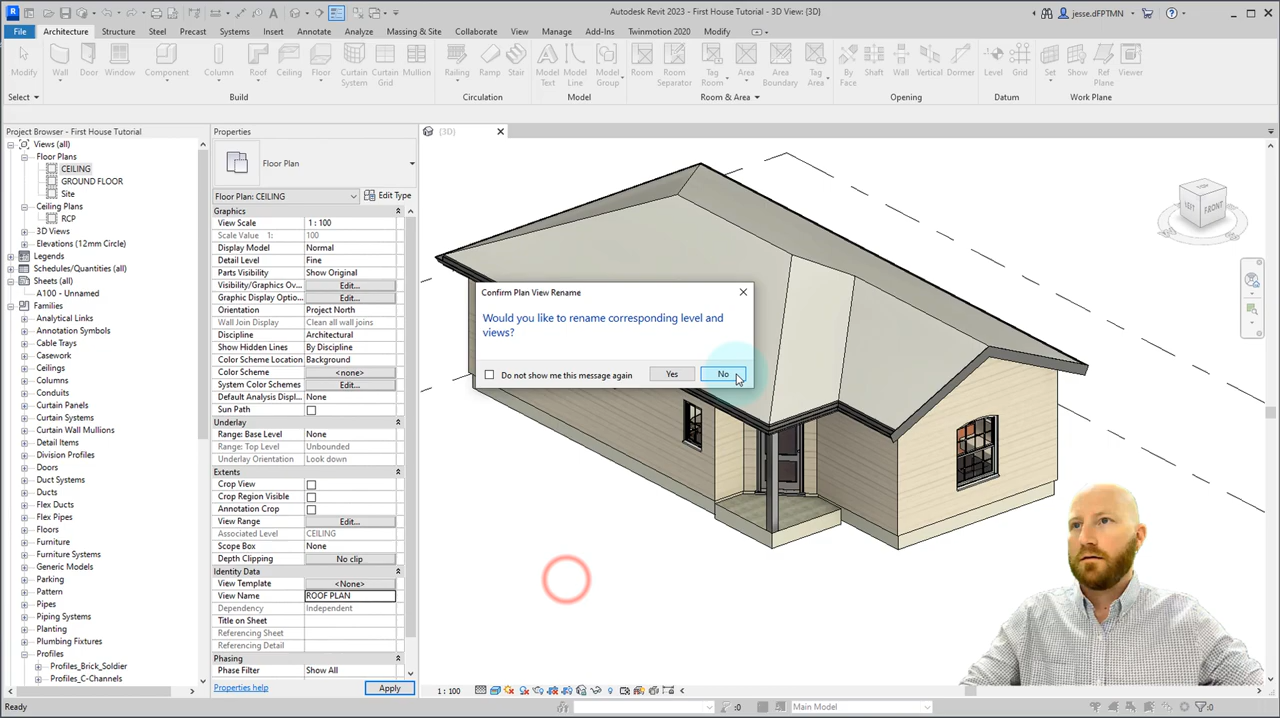 Autodesk Revit 2023 - First House Tutorial - 3D View: {3D}
jesse.dFPTMN
File Architecture Structure Steel Precast Systems Insert Annotate Analyze Massing & Site Collaborate View Manage Add-Ins Twinmotion 2020 Modify
Modify Wall Door Window Component Column Roof Ceiling Floor Curtain System Curtain Grid Mullion Railing Ramp Stair Model Text Model Line Model Group Room Room Separator Tag Room Area Area Boundary Tag Area By Face Shaft Wall Vertical Dormer Level Grid Set Show Ref Plane Viewer
Select Build Circulation Model Room & Area Opening Datum Work Plane
Project Browser - First House Tutorial
Views (all)
Floor Plans
CEILING
GROUND FLOOR
Site
Ceiling Plans
RCP
3D Views
Elevations (12mm Circle)
Legends
Schedules/Quantities (all)
Sheets (all)
A100 - Unnamed
Families
Analytical Links
Annotation Symbols
Cable Trays
Casework
Ceilings
Columns
Conduits
Curtain Panels
Curtain Systems
Curtain Wall Mullions
Detail Items
Division Profiles
Doors
Duct Systems
Ducts
Flex Ducts
Flex Pipes
Floors
Furniture
Furniture Systems
Generic Models
Parking
Pattern
Pipes
Piping Systems
Planting
Plumbing Fixtures
Profiles
Profiles_Brick_Soldier
Profiles_C-Channels
Ready
Properties
Floor Plan
Floor Plan: CEILING Edit Type
Graphics
View Scale 1 : 100
Scale Value 1: 100
Display Model Normal
Detail Level Fine
Parts Visibility Show Original
Visibility/Graphics Ov... Edit...
Graphic Display Optio... Edit...
Orientation Project North
Wall Join Display Clean all wall joins
Discipline Architectural
Show Hidden Lines By Discipline
Color Scheme Location Background
Color Scheme <none>
System Color Schemes Edit...
Default Analysis Displ... None
Sun Path
Underlay
Range: Base Level None
Range: Top Level Unbounded
Underlay Orientation Look down
Extents
Crop View
Crop Region Visible
Annotation Crop
View Range Edit...
Associated Level CEILING
Scope Box None
Depth Clipping No clip
Identity Data
View Template <None>
View Name ROOF PLAN
Dependency Independent
Title on Sheet
Referencing Sheet
Referencing Detail
Phasing
Phase Filter Show All
Properties help Apply
{3D}
TOP
LEFT FRONT
Confirm Plan View Rename
Would you like to rename corresponding level and
views?
Do not show me this message again Yes No
1 : 100
:0 Main Model :0